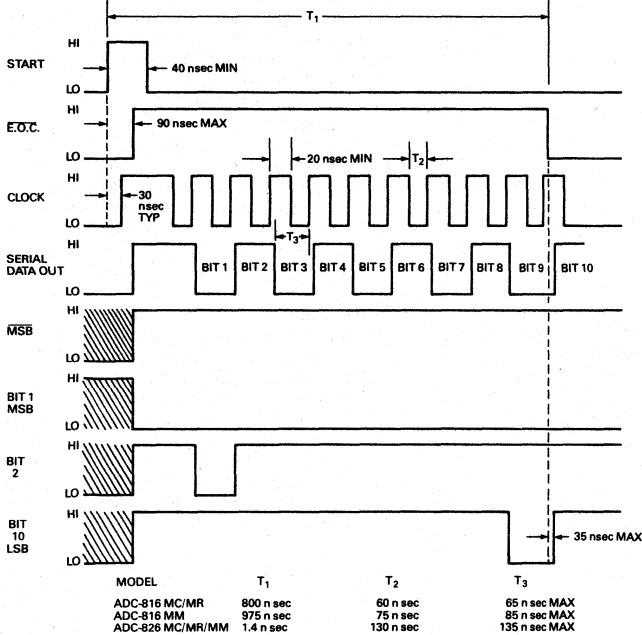 T1
START
HI
LO
40 nsec MIN
E.O.C.
HI
LO
90 nsec MAX
CLOCK
HI
LO
30
nsec
TYP
20 nsec MIN
T2
T3
SERIAL
DATA OUT
HI
LO
BIT 1
BIT 2
BIT 3
BIT 4
BIT 5
BIT 6
BIT 7
BIT 8
BIT 9
BIT 10
MSB
HI
LO
BIT 1
MSB
HI
LO
BIT
2
HI
LO
BIT
10
LSB
HI
LO
35 nsec MAX
MODEL T1 T2 T3
ADC-816 MC/MR 800 n sec 60 n sec 65 n sec MAX
ADC-816 MM 975 n sec 75 n sec 85 n sec MAX
ADC-826 MC/MR/MM 1.4 n sec 130 n sec 135 n sec MAX